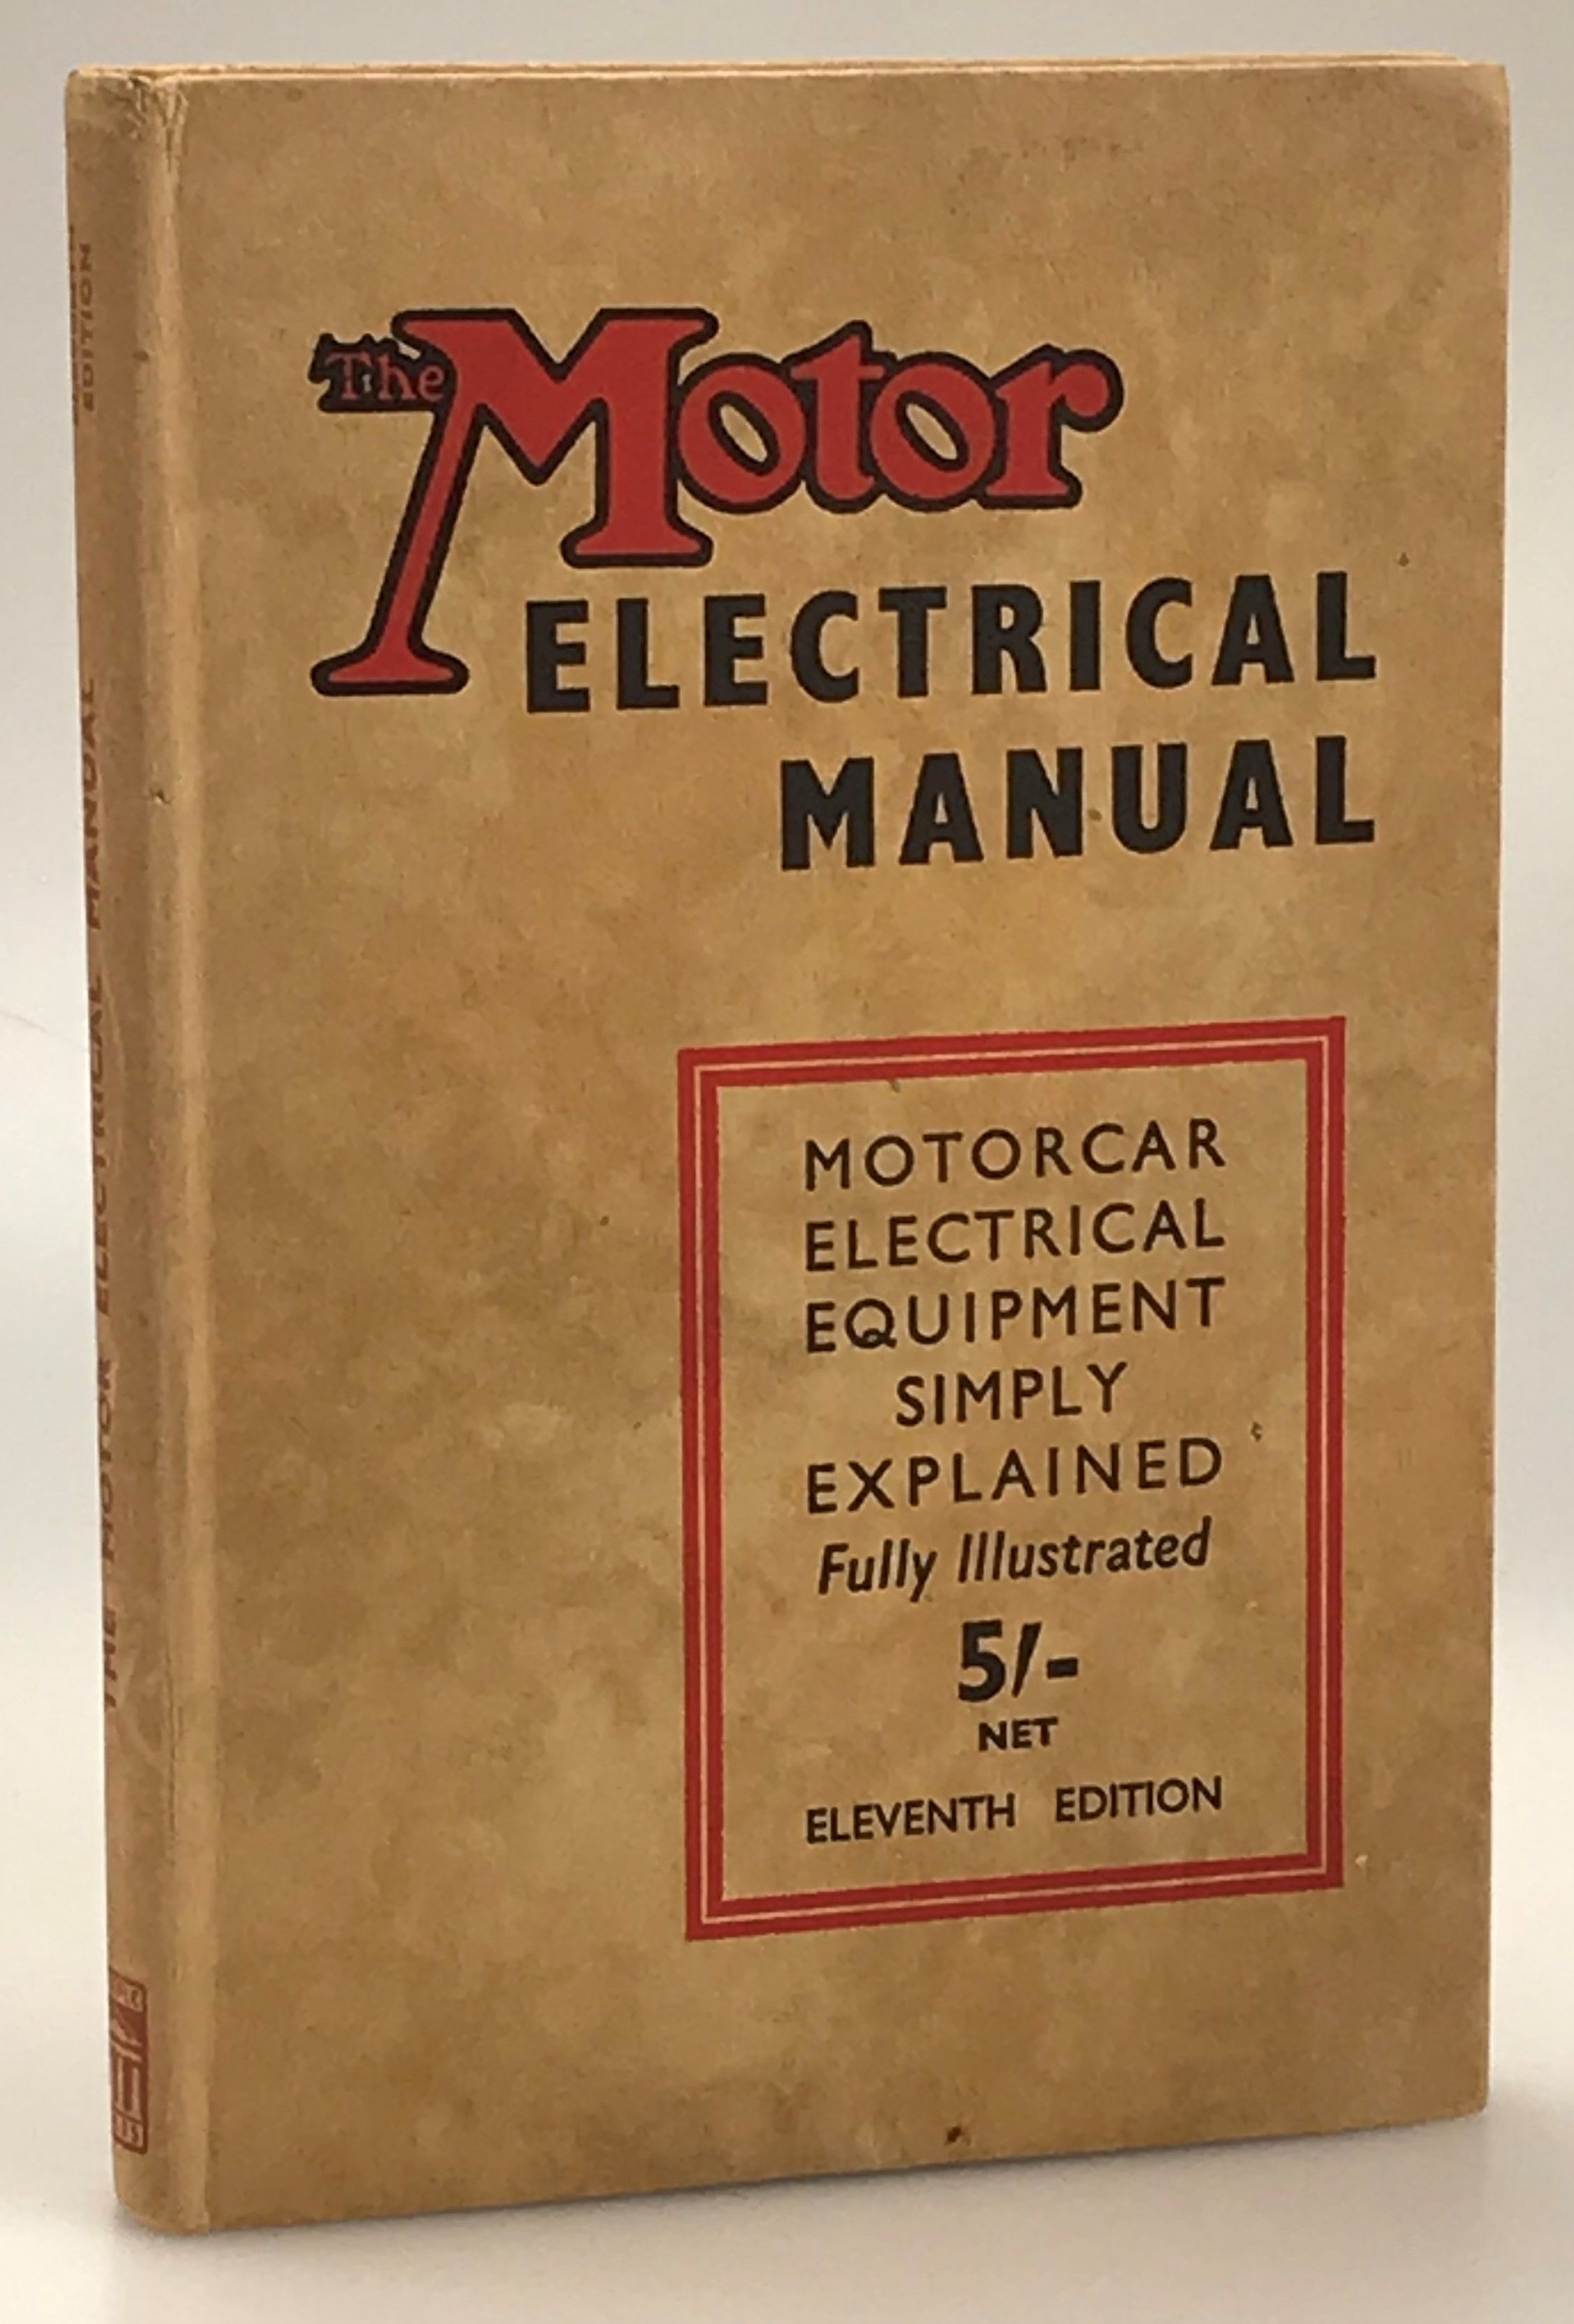 The Motor
ELECTRICAL
MANUAL
MOTORCAR
ELECTRICAL
EQUIPMENT
SIMPLY
EXPLAINED
Fully Illustrated
5/-
NET
ELEVENTH EDITION
THE MOTOR ELECTRICAL MANUAL
EDITION